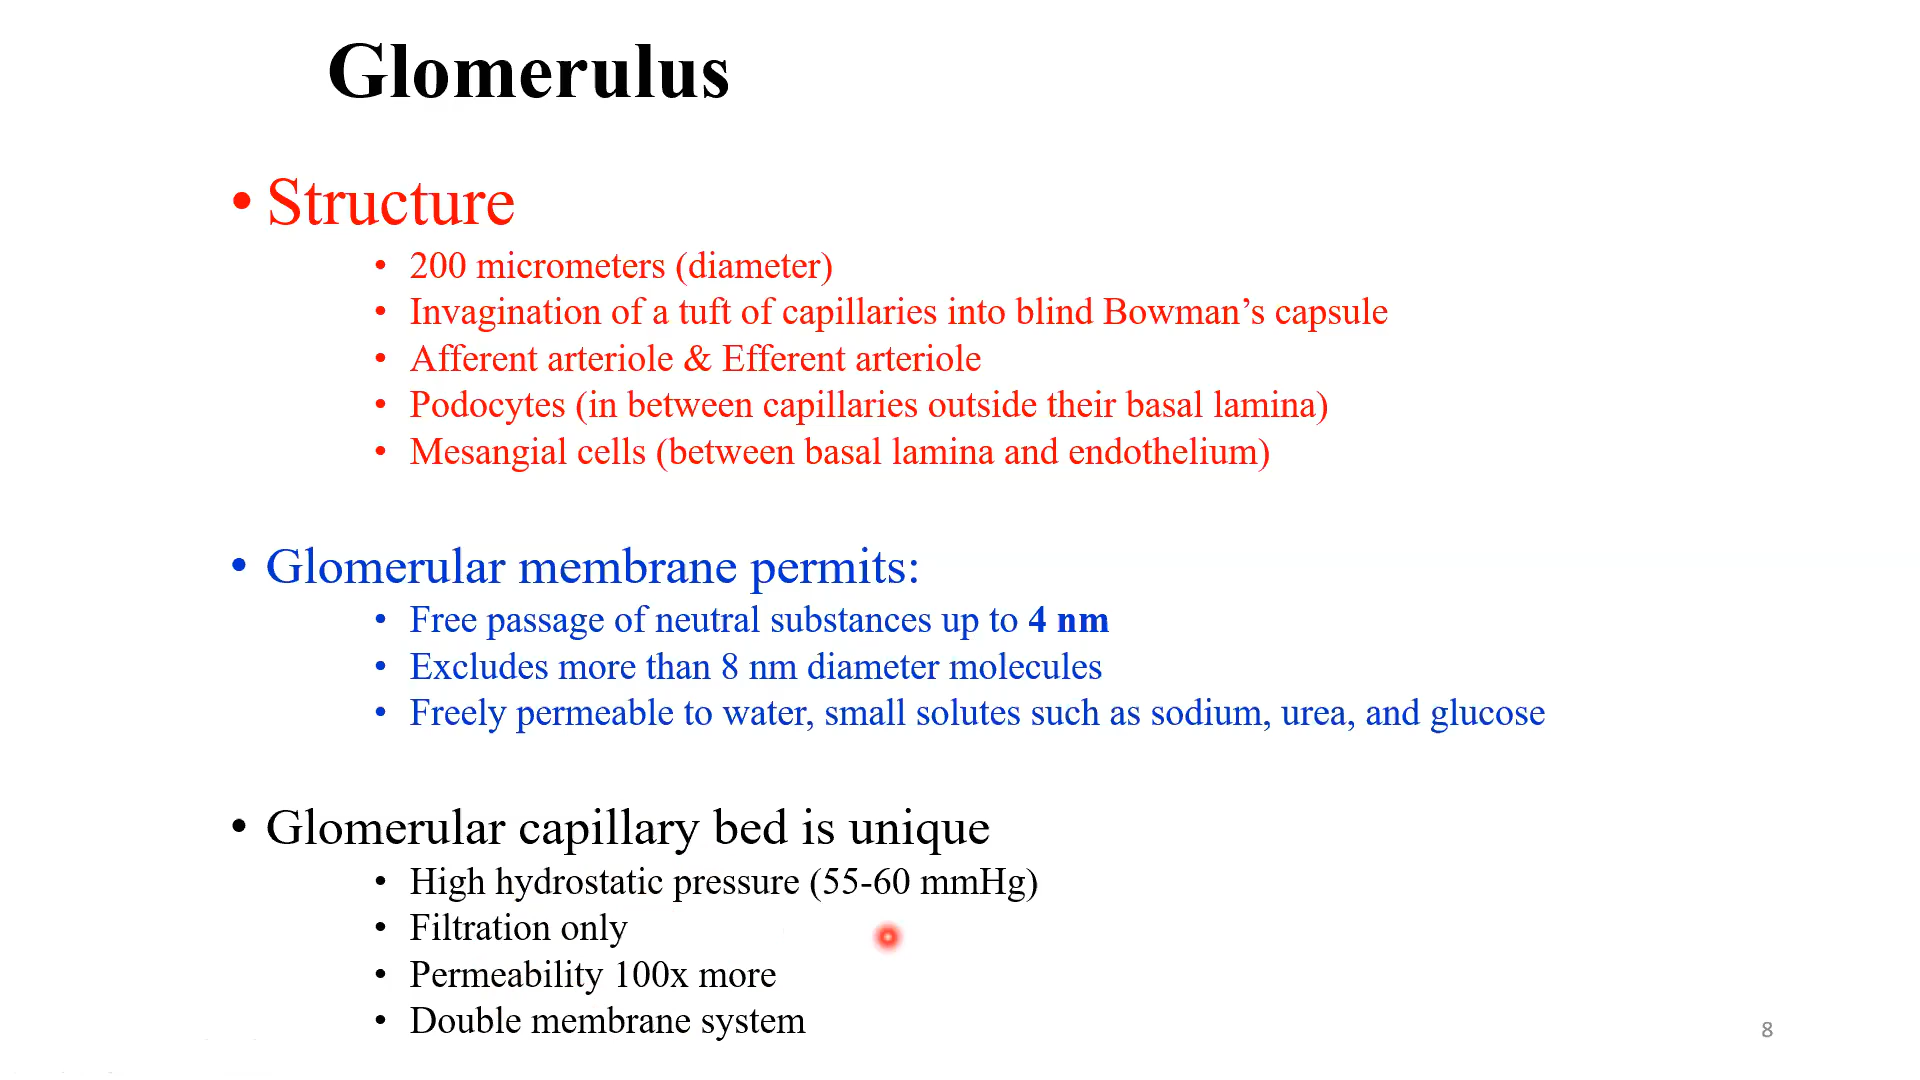 Glomerulus
• Structure
• 200 micrometers (diameter)
• Invagination of a tuft of capillaries into blind Bowman’s capsule
• Afferent arteriole & Efferent arteriole
• Podocytes (in between capillaries outside their basal lamina)
• Mesangial cells (between basal lamina and endothelium)
• Glomerular membrane permits:
• Free passage of neutral substances up to 4 nm
• Excludes more than 8 nm diameter molecules
• Freely permeable to water, small solutes such as sodium, urea, and glucose
• Glomerular capillary bed is unique
• High hydrostatic pressure (55-60 mmHg)
• Filtration only
• Permeability 100x more
• Double membrane system
8